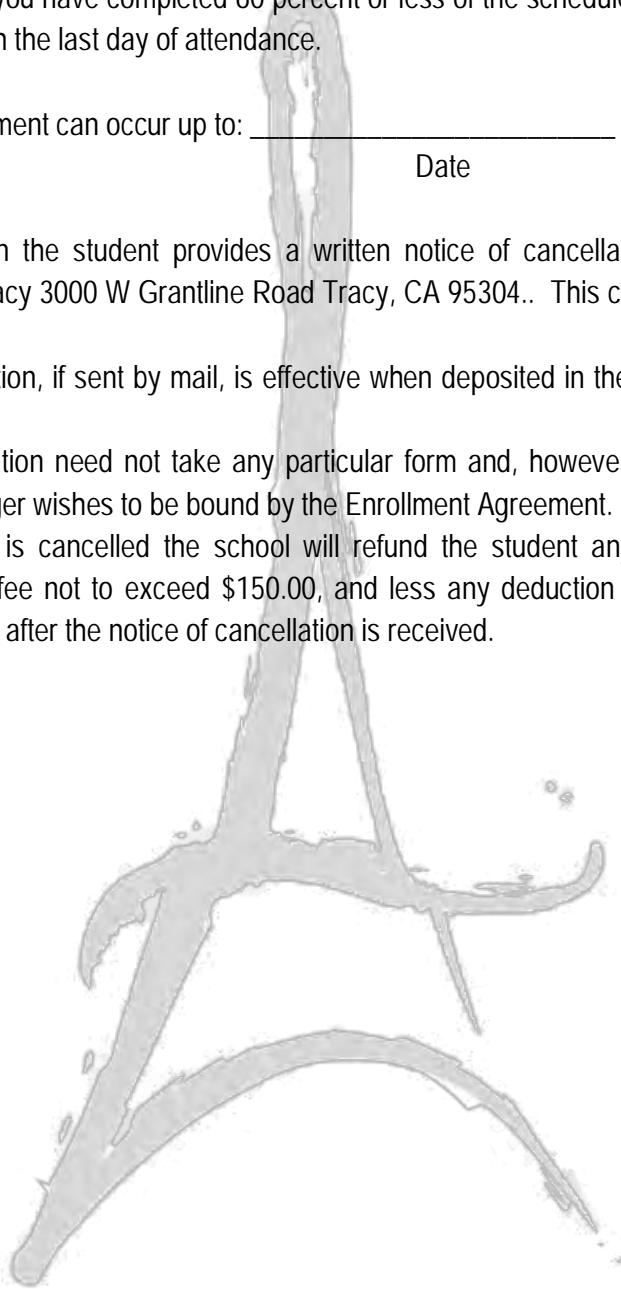 you have completed 60 percent or less of the schedule
n the last day of attendance.
ment can occur up to: _________________________
Date
n the student provides a written notice of cancella
acy 3000 W Grantline Road Tracy, CA 95304.. This c
tion, if sent by mail, is effective when deposited in the
ation need not take any particular form and, howeve
ger wishes to be bound by the Enrollment Agreement.
is cancelled the school will refund the student an
fee not to exceed $150.00, and less any deduction
after the notice of cancellation is received.